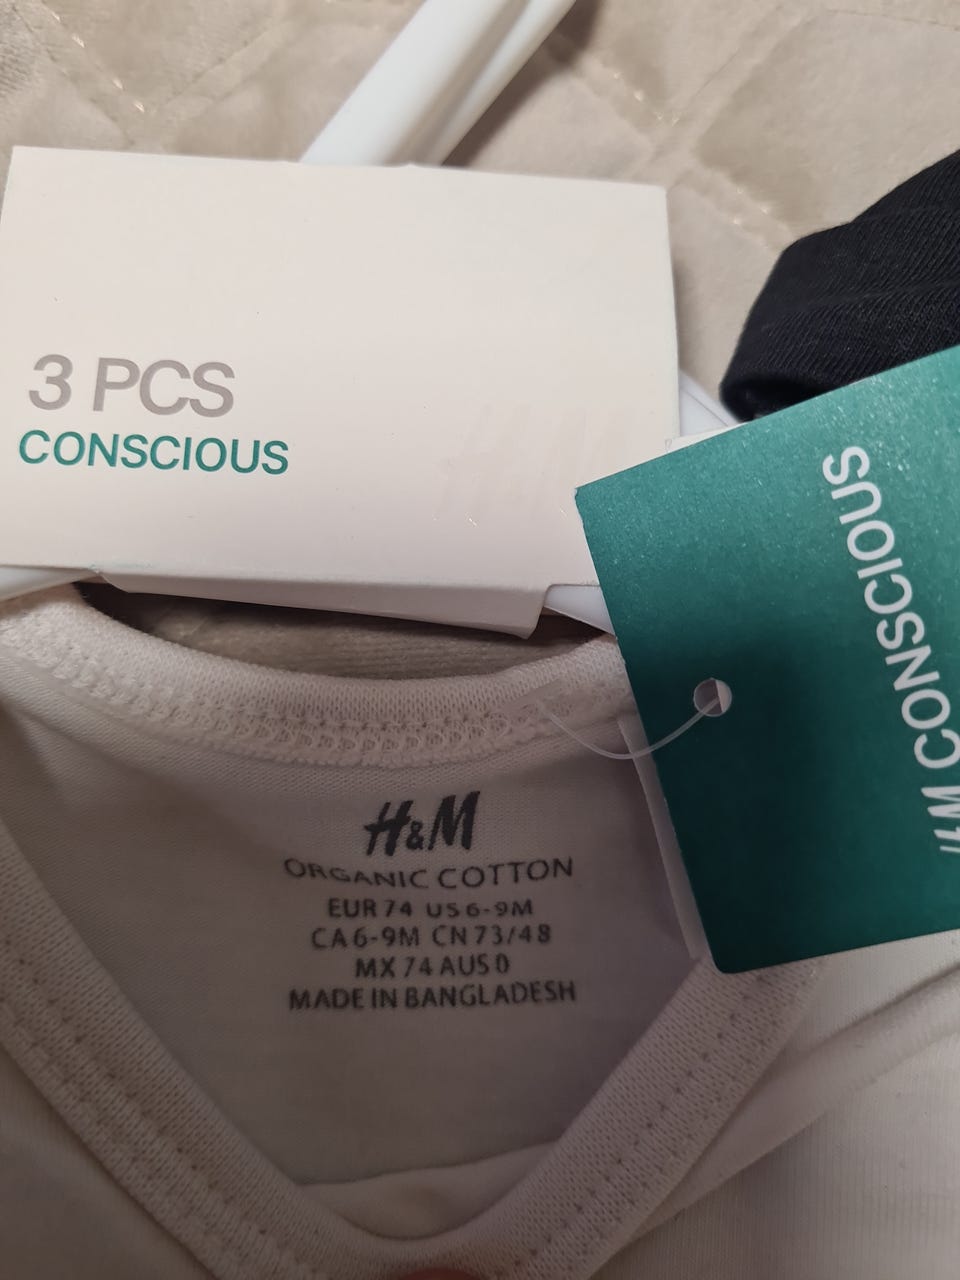 3 PCS
CONSCIOUS
H&M CONSCIOUS
H&M
ORGANIC COTTON
EUR 74 US 6-9M
CA 6-9M CN 73/48
MX 74 AUS 0
MADE IN BANGLADESH